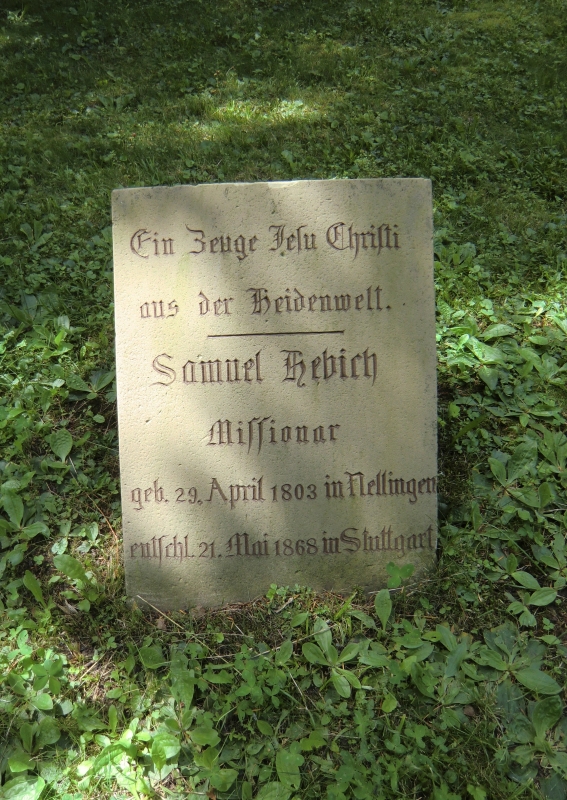 Ein Zeuge Jesu Christi
aus der Heidenwelt.
Samuel Hebich
Missionar
geb. 29. April 1803 in Nellingen
entschl. 21. Mai 1868 in Stuttgart